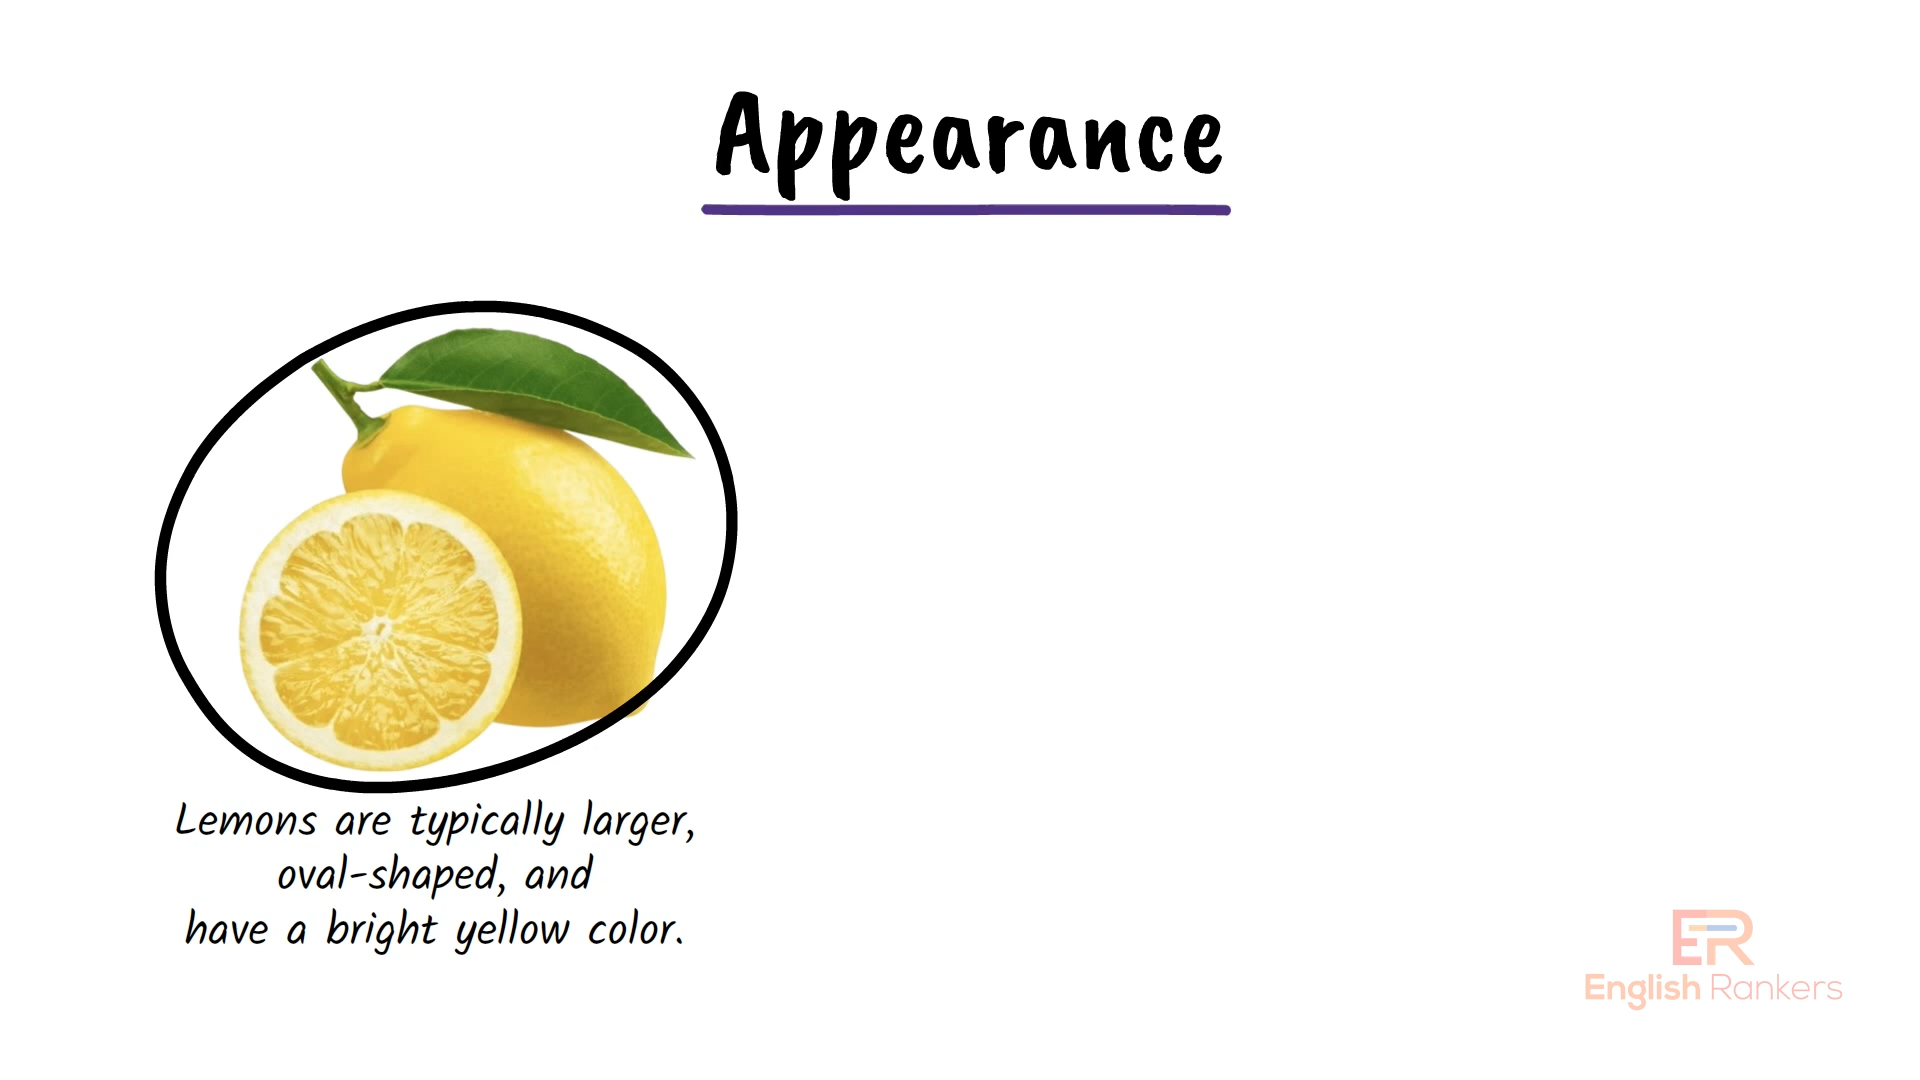 Appearance
Lemons are typically larger,
oval-shaped, and
have a bright yellow color.
ER
English Rankers